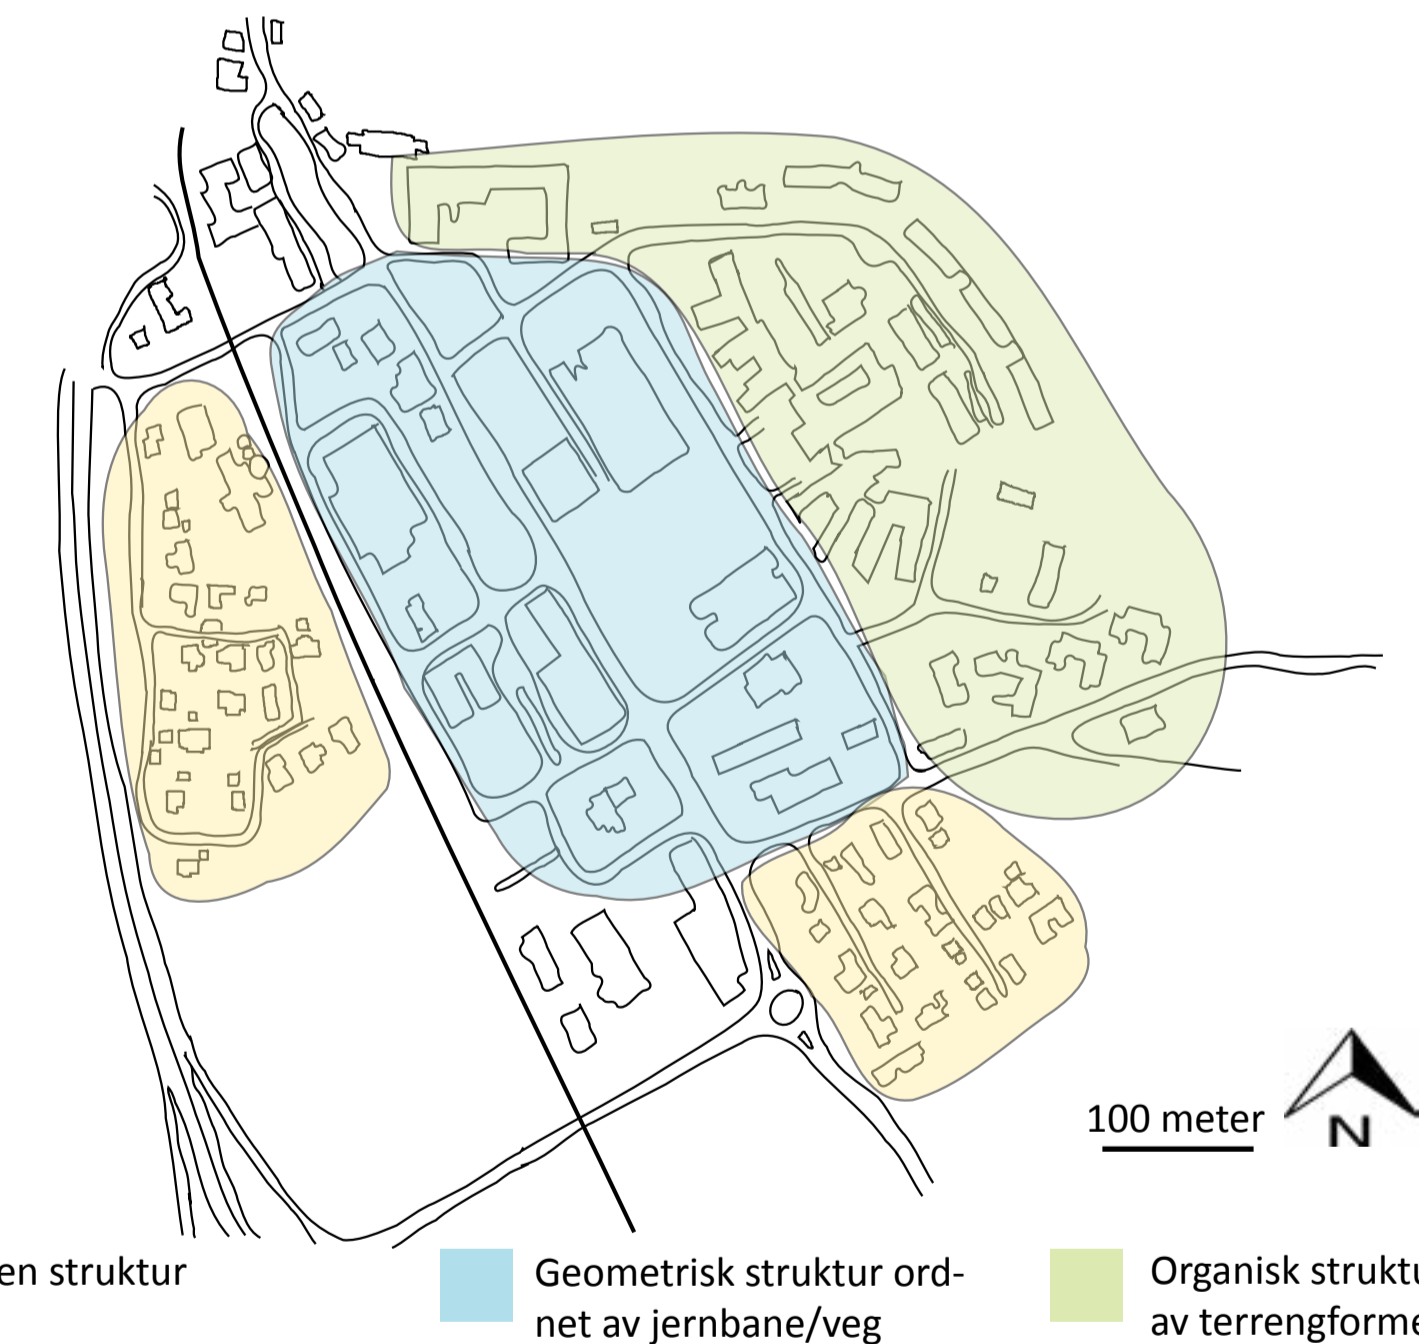 100 meter
N
en struktur
Geometrisk struktur ord-
net av jernbane/veg
Organisk struktu
av terrengforme